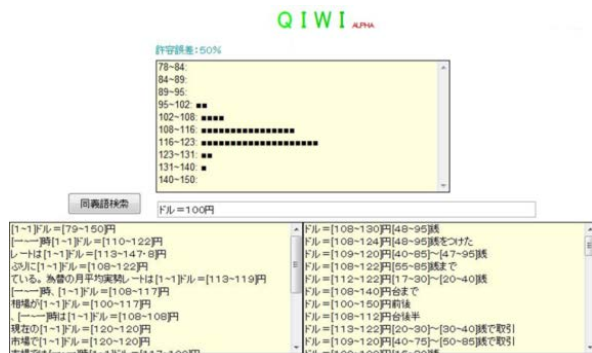 QIWI ALPHA
許容誤差:50%
78~84:
84~89:
89~95:
95~102: ■■
102~108: ■■■■
108~116: ■■■■■■■■■■■■■■■■
116~123: ■■■■■■■■■■■■■■■■■■■■
123~131: ■■
131~140: ■
140~150:
同義語検索
ドル=100円
[1~1]ドル=[79~150]円
[―~―]時[1~1]ドル=[110~122]円
レートは[1~1]ドル=[113~147・8]円
ぶりに[1~1]ドル=[108~122]円
ている。為替の月平均実勢レートは[1~1]ドル=[113~119]円
[―~―]時、[1~1]ドル=[108~117]円
相場が[1~1]ドル=[100~117]円
、[―~―]時は[1~1]ドル=[108~108]円
現在の[1~1]ドル=[120~120]円
市場で[1~1]ドル=[120~120]円
ドル=[108~130]円[48~95]銭
ドル=[108~124]円[48~95]銭をつけた
ドル=[109~120]円[40~85]~[47~95]銭
ドル=[108~122]円[55~85]銭まで
ドル=[112~122]円[17~30]~[20~40]銭
ドル=[108~140]円台まで
ドル=[100~150]円前後
ドル=[108~112]円台後半
ドル=[113~122]円[20~30]~[30~40]銭で取引
ドル=[109~120]円[40~75]~[50~85]銭で取引